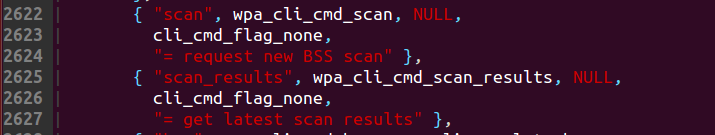 2622 { "scan", wpa_cli_cmd_scan, NULL,
2623 cli_cmd_flag_none,
2624 "= request new BSS scan" },
2625 { "scan_results", wpa_cli_cmd_scan_results, NULL,
2626 cli_cmd_flag_none,
2627 "= get latest scan results" },